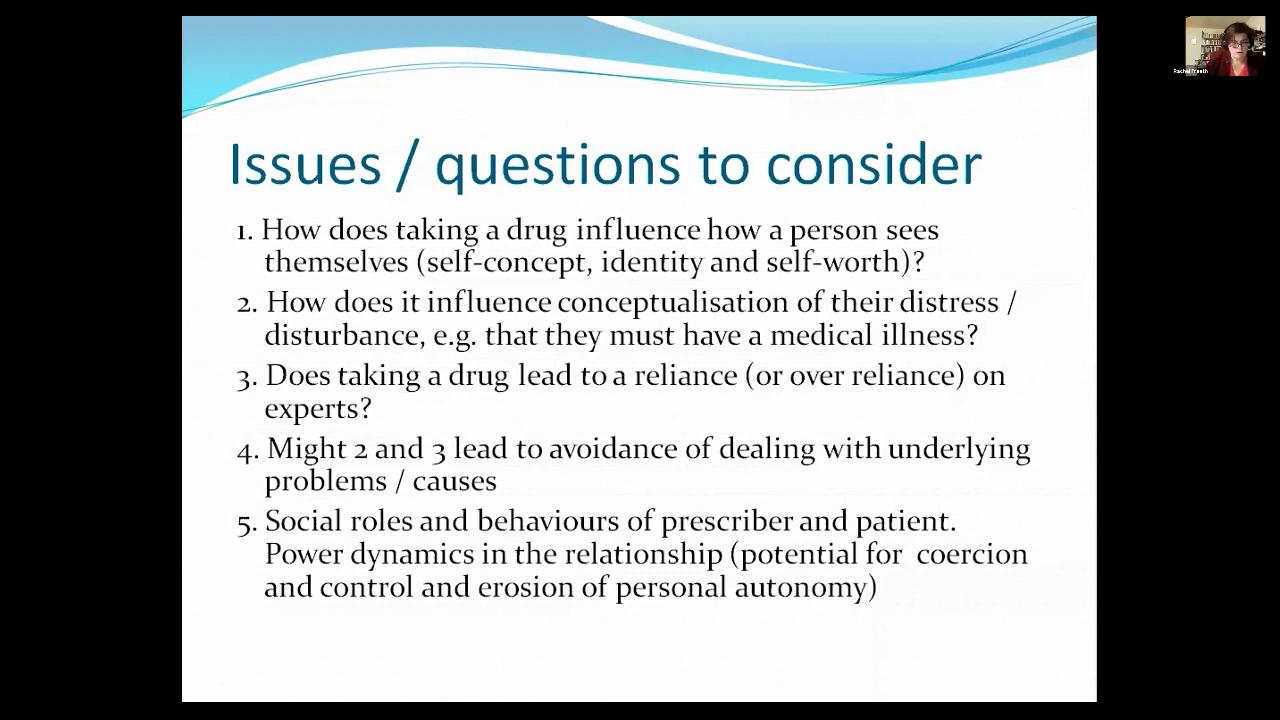 Issues / questions to consider
1. How does taking a drug influence how a person sees
themselves (self-concept, identity and self-worth)?
2. How does it influence conceptualisation of their distress /
disturbance, e.g. that they must have a medical illness?
3. Does taking a drug lead to a reliance (or over reliance) on
experts?
4. Might 2 and 3 lead to avoidance of dealing with underlying
problems / causes
5. Social roles and behaviours of prescriber and patient.
Power dynamics in the relationship (potential for coercion
and control and erosion of personal autonomy)
Rachel Freeth